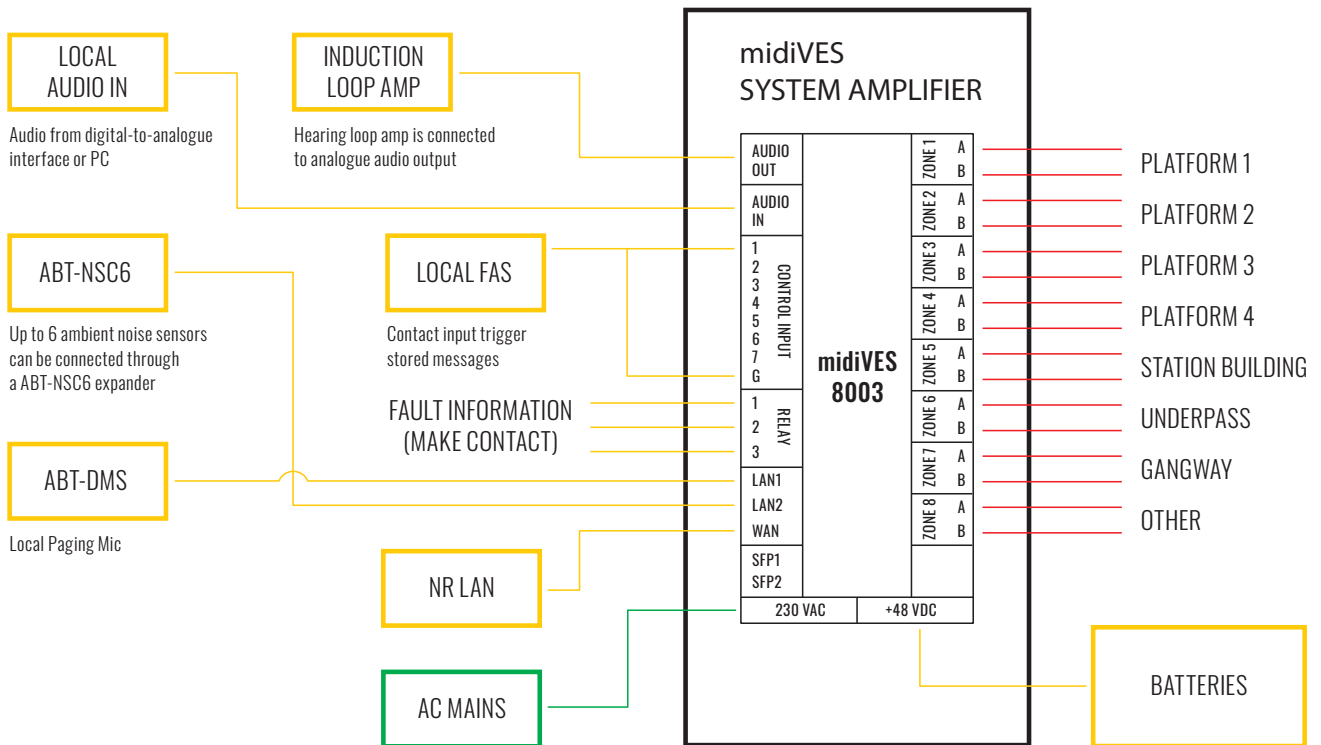 LOCAL
AUDIO IN
Audio from digital-to-analogue
interface or PC
INDUCTION
LOOP AMP
Hearing loop amp is connected
to analogue audio output
ABT-NSC6
Up to 6 ambient noise sensors
can be connected through
a ABT-NSC6 expander
LOCAL FAS
Contact input trigger
stored messages
FAULT INFORMATION
(MAKE CONTACT)
ABT-DMS
Local Paging Mic
NR LAN
AC MAINS
midiVES
SYSTEM AMPLIFIER
AUDIO
OUT
AUDIO
IN
1
2
3
4
5
6
7
G
CONTROL INPUT
1
2
3
RELAY
LAN1
LAN2
WAN
SFP1
SFP2
230 VAC
+48 VDC
midiVES
8003
ZONE 1
A
B
ZONE 2
A
B
ZONE 3
A
B
ZONE 4
A
B
ZONE 5
A
B
ZONE 6
A
B
ZONE 7
A
B
ZONE 8
A
B
PLATFORM 1
PLATFORM 2
PLATFORM 3
PLATFORM 4
STATION BUILDING
UNDERPASS
GANGWAY
OTHER
BATTERIES